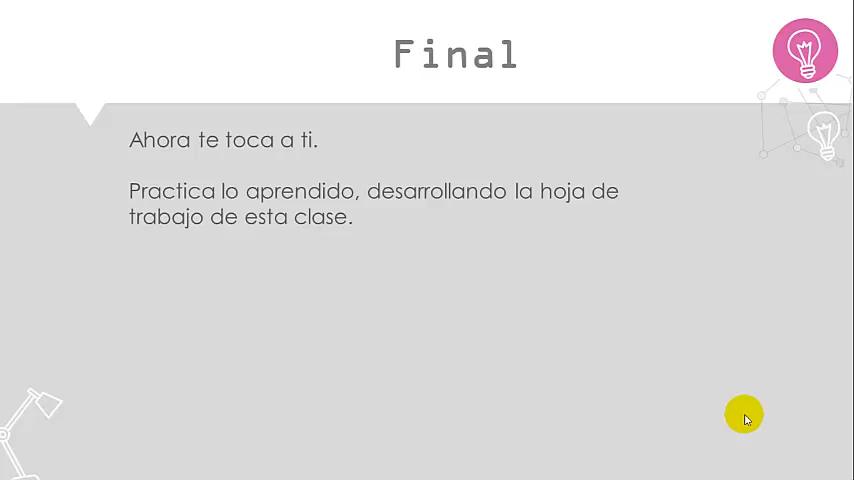 Final
Ahora te toca a ti.
Practica lo aprendido, desarrollando la hoja de
trabajo de esta clase.